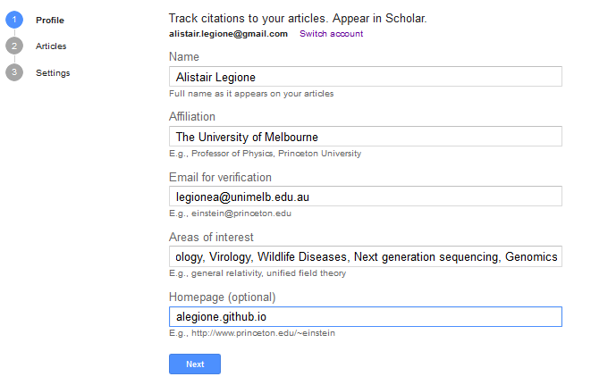 1 Profile
2 Articles
3 Settings
Track citations to your articles. Appear in Scholar.
alistair.legione@gmail.com Switch account
Name
Alistair Legione
Full name as it appears on your articles
Affiliation
The University of Melbourne
E.g., Professor of Physics, Princeton University
Email for verification
legionea@unimelb.edu.au
E.g., einstein@princeton.edu
Areas of interest
ology, Virology, Wildlife Diseases, Next generation sequencing, Genomics
E.g., general relativity, unified field theory
Homepage (optional)
alegione.github.io
E.g., http://www.princeton.edu/~einstein
Next